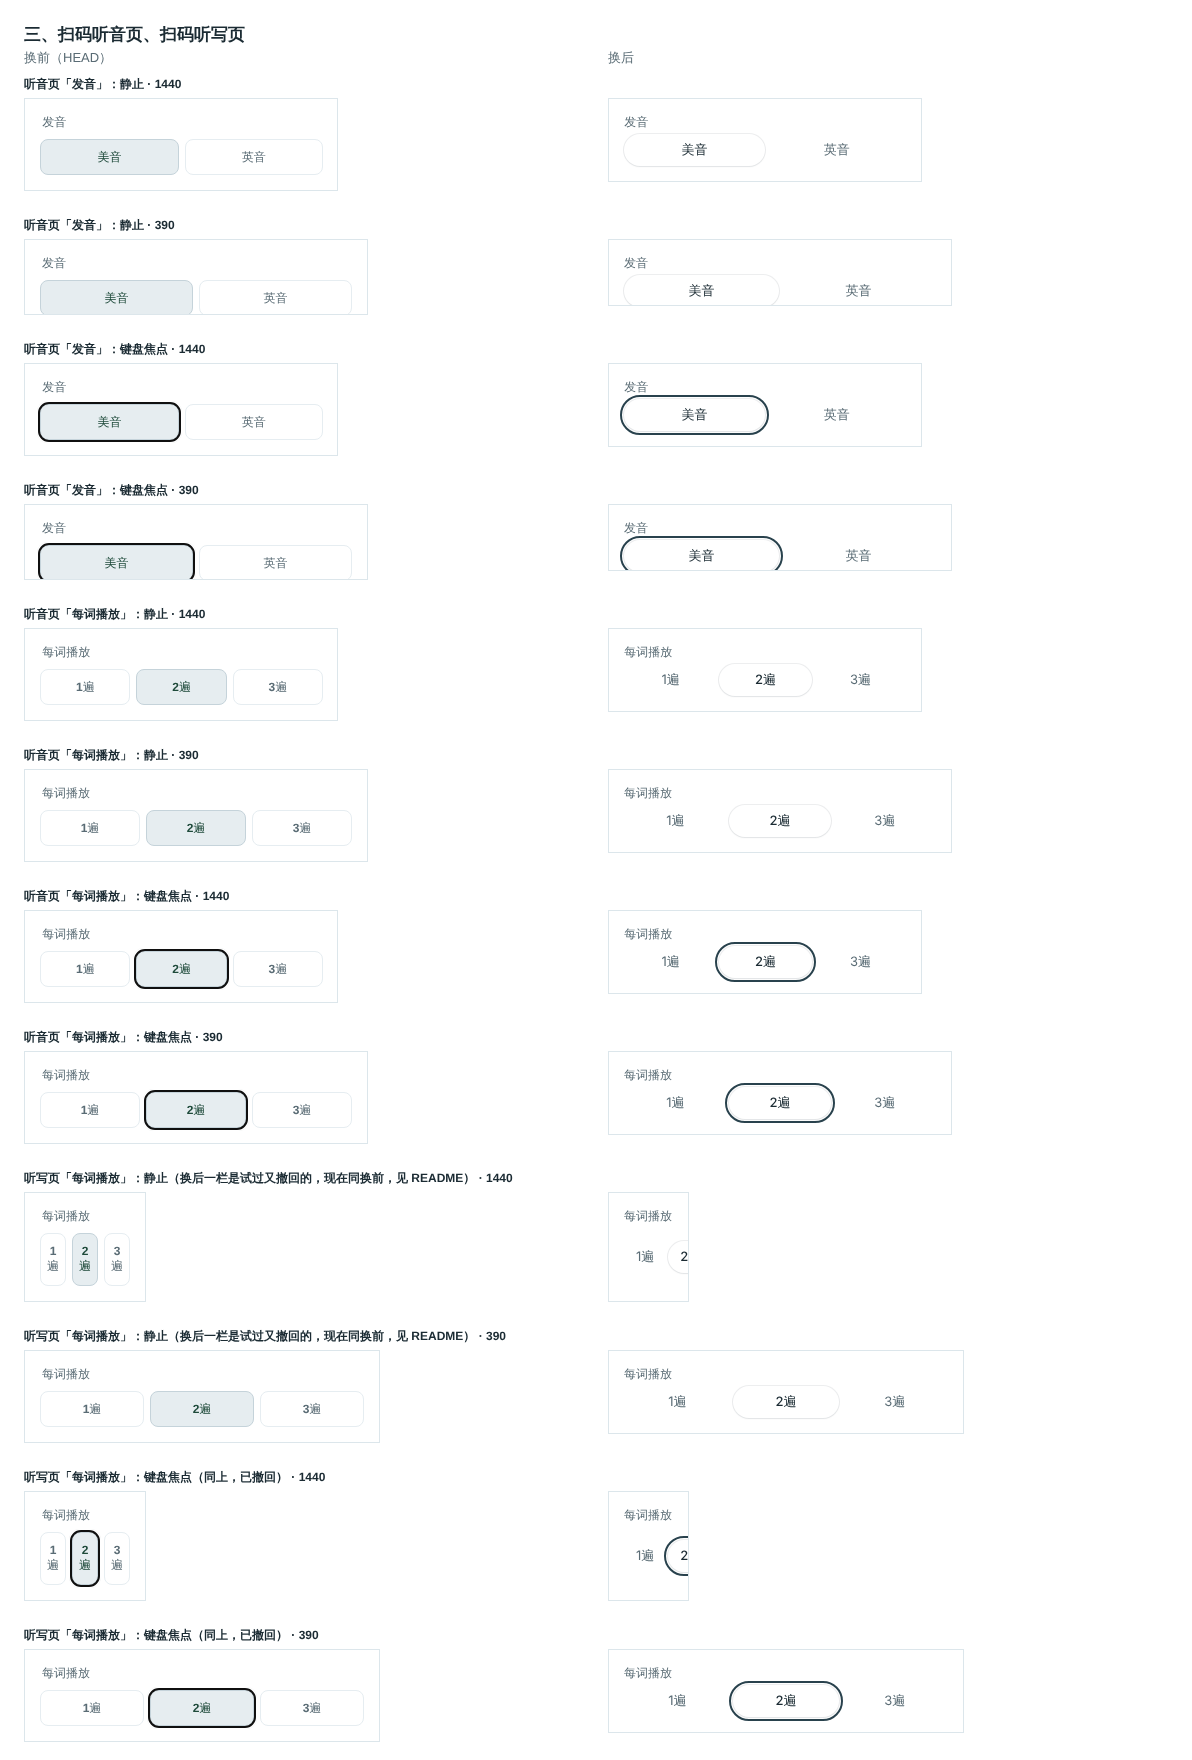 三、扫码听音页、扫码听写页
换前（HEAD）
换后
听音页「发音」：静止 · 1440
发音
美音 英音
发音
美音 英音
听音页「发音」：静止 · 390
发音
美音 英音
发音
美音 英音
听音页「发音」：键盘焦点 · 1440
发音
美音 英音
发音
美音 英音
听音页「发音」：键盘焦点 · 390
发音
美音 英音
发音
美音 英音
听音页「每词播放」：静止 · 1440
每词播放
1遍 2遍 3遍
每词播放
1遍 2遍 3遍
听音页「每词播放」：静止 · 390
每词播放
1遍 2遍 3遍
每词播放
1遍 2遍 3遍
听音页「每词播放」：键盘焦点 · 1440
每词播放
1遍 2遍 3遍
每词播放
1遍 2遍 3遍
听音页「每词播放」：键盘焦点 · 390
每词播放
1遍 2遍 3遍
每词播放
1遍 2遍 3遍
听写页「每词播放」：静止（换后一栏是试过又撤回的，现在同换前，见 README） · 1440
每词播放
1遍 2遍 3遍
每词播放
1遍 2
听写页「每词播放」：静止（换后一栏是试过又撤回的，现在同换前，见 README） · 390
每词播放
1遍 2遍 3遍
每词播放
1遍 2遍 3遍
听写页「每词播放」：键盘焦点（同上，已撤回） · 1440
每词播放
1遍 2遍 3遍
每词播放
1遍 2
听写页「每词播放」：键盘焦点（同上，已撤回） · 390
每词播放
1遍 2遍 3遍
每词播放
1遍 2遍 3遍